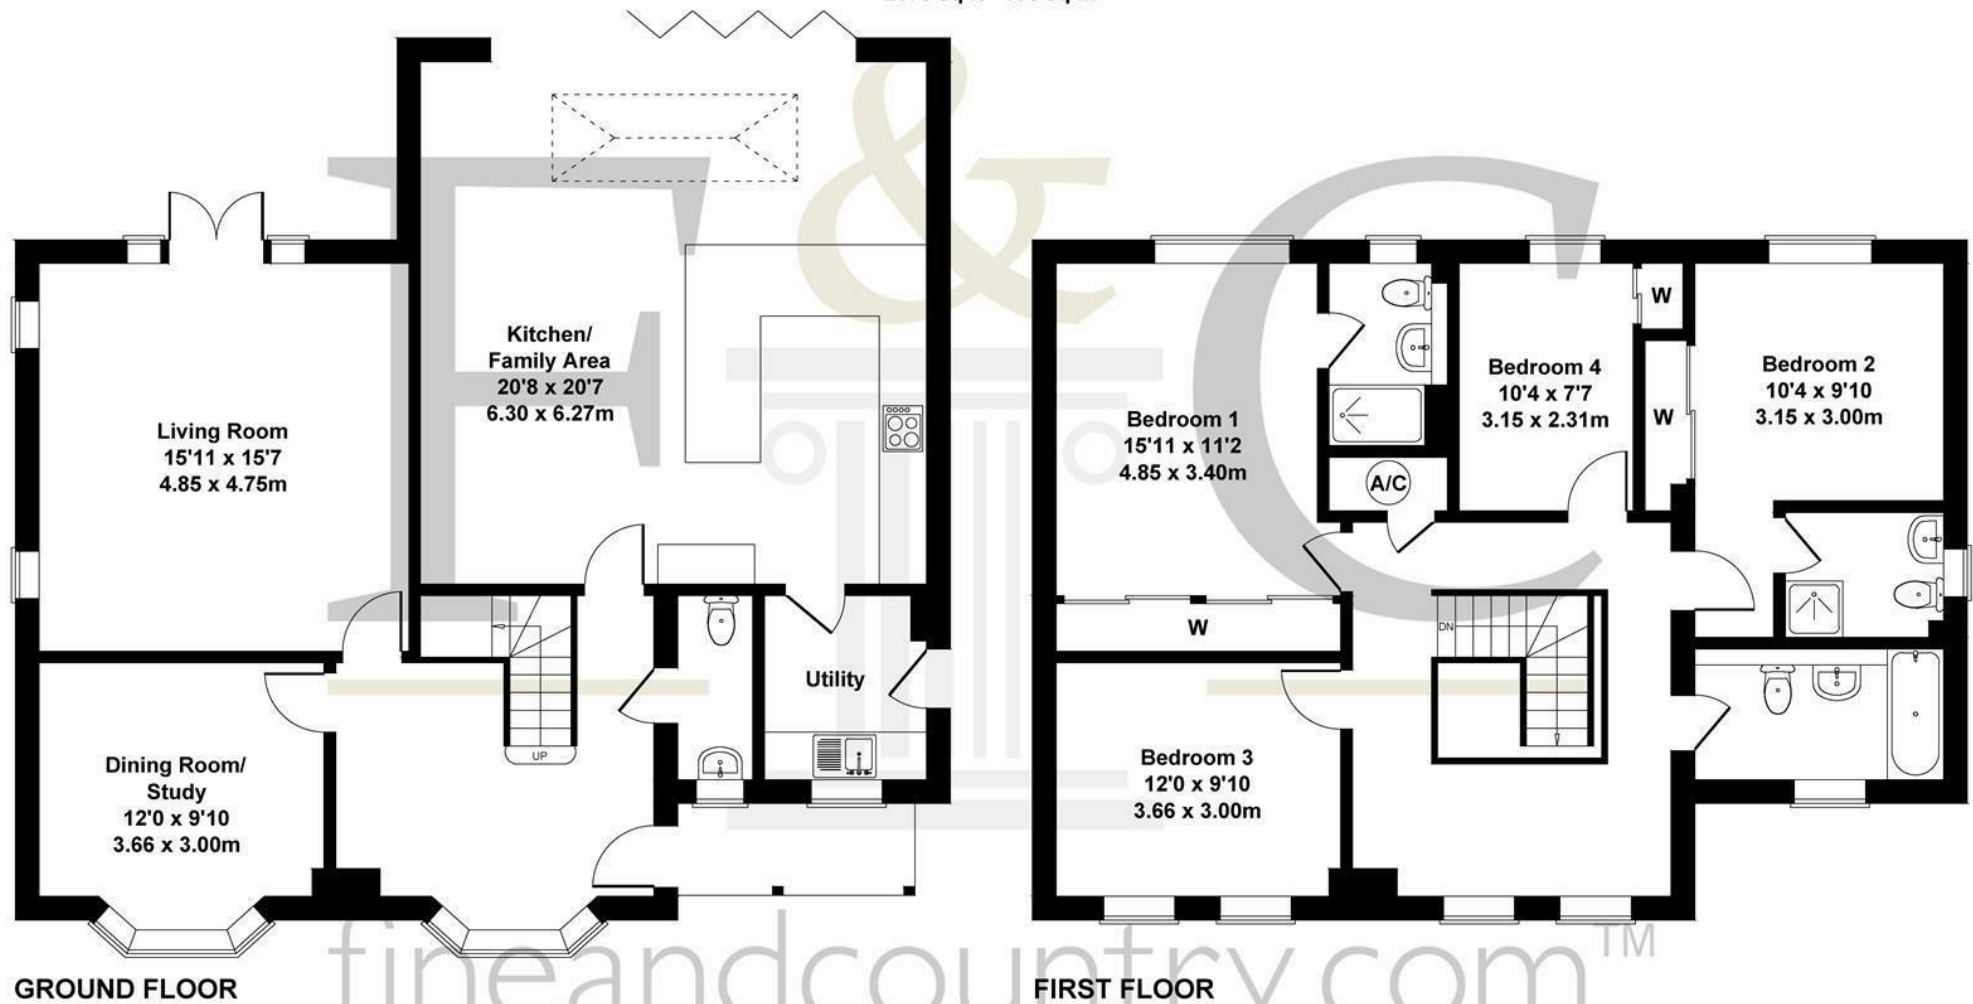 Kitchen/
Family Area
20'8 x 20'7
6.30 x 6.27m
Living Room
15'11 x 15'7
4.85 x 4.75m
Utility
UP
Dining Room/
Study
12'0 x 9'10
3.66 x 3.00m
GROUND FLOOR
Bedroom 1
15'11 x 11'2
4.85 x 3.40m
A/C
Bedroom 4
10'4 x 7'7
3.15 x 2.31m
W
W
Bedroom 2
10'4 x 9'10
3.15 x 3.00m
W
DN
Bedroom 3
12'0 x 9'10
3.66 x 3.00m
FIRST FLOOR
F&C
fineandcountry.com™